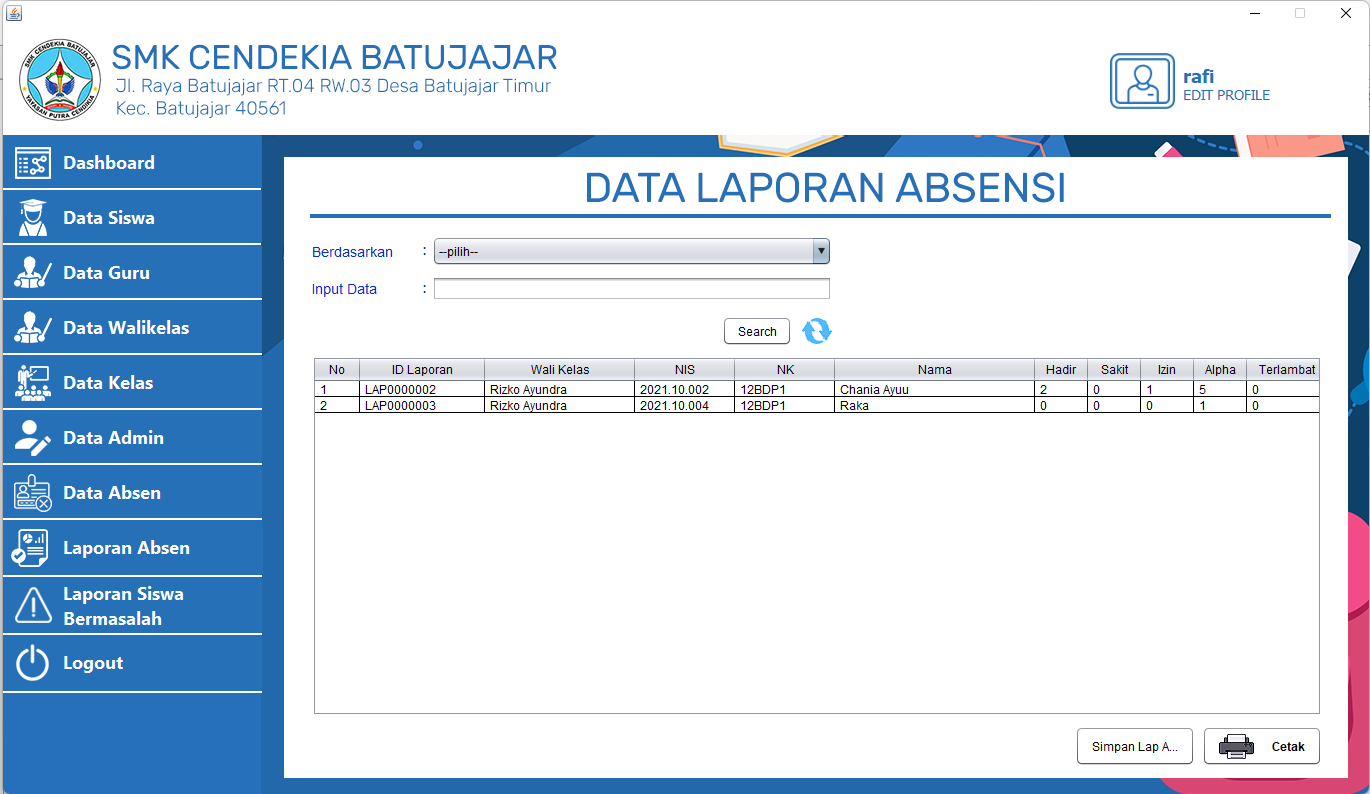 SMK CENDEKIA BATUJAJAR
YAYASAN PUTRA CENDIKIA
SMK CENDEKIA BATUJAJAR
Jl. Raya Batujajar RT.04 RW.03 Desa Batujajar Timur
Kec. Batujajar 40561
rafi
EDIT PROFILE
Dashboard
Data Siswa
Data Guru
Data Walikelas
Data Kelas
Data Admin
Data Absen
Laporan Absen
Laporan Siswa
Bermasalah
Logout
DATA LAPORAN ABSENSI
Berdasarkan : --pilih--
Input Data :
Search
No ID Laporan Wali Kelas NIS NK Nama Hadir Sakit Izin Alpha Terlambat
1 LAP0000002 Rizko Ayundra 2021.10.002 12BDP1 Chania Ayuu 2 0 1 5 0
2 LAP0000003 Rizko Ayundra 2021.10.004 12BDP1 Raka 0 0 0 1 0
Simpan Lap A... Cetak